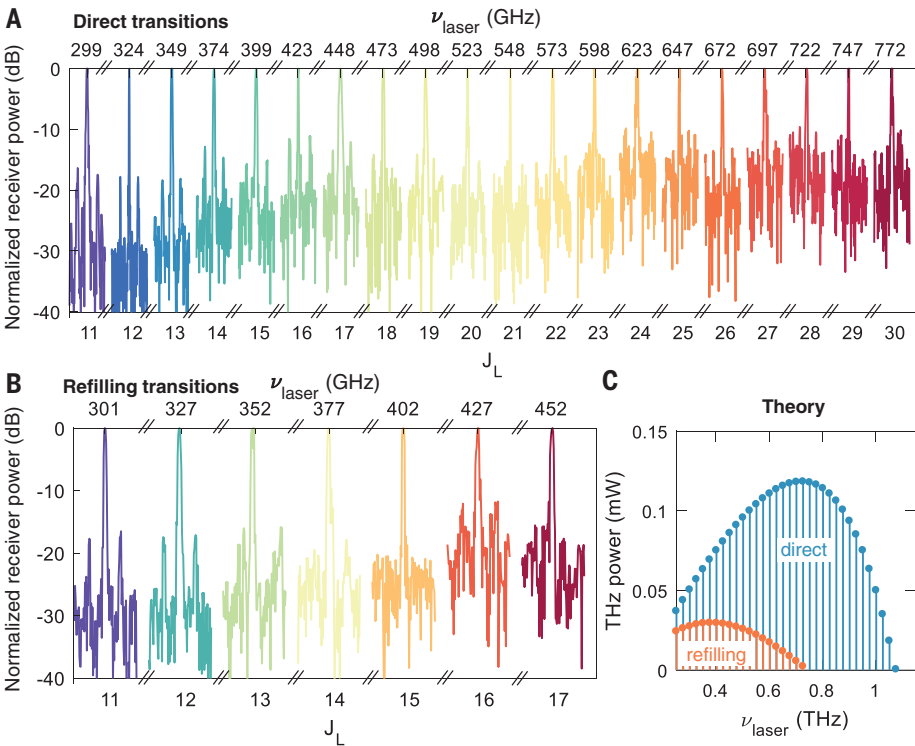 A
Direct transitions
ν laser (GHz)
299 324 349 374 399 423 448 473 498 523 548 573 598 623 647 672 697 722 747 772
Normalized receiver power (dB)
0
-10
-20
-30
-40
11 12 13 14 15 16 17 18 19 20 21 22 23 24 25 26 27 28 29 30
J_L
B
Refilling transitions
ν laser (GHz)
301 327 352 377 402 427 452
Normalized receiver power (dB)
0
-10
-20
-30
-40
11 12 13 14 15 16 17
J_L
C
Theory
THz power (mW)
0.15
0.1
0.05
0
direct
refilling
0.4 0.6 0.8 1
ν laser (THz)